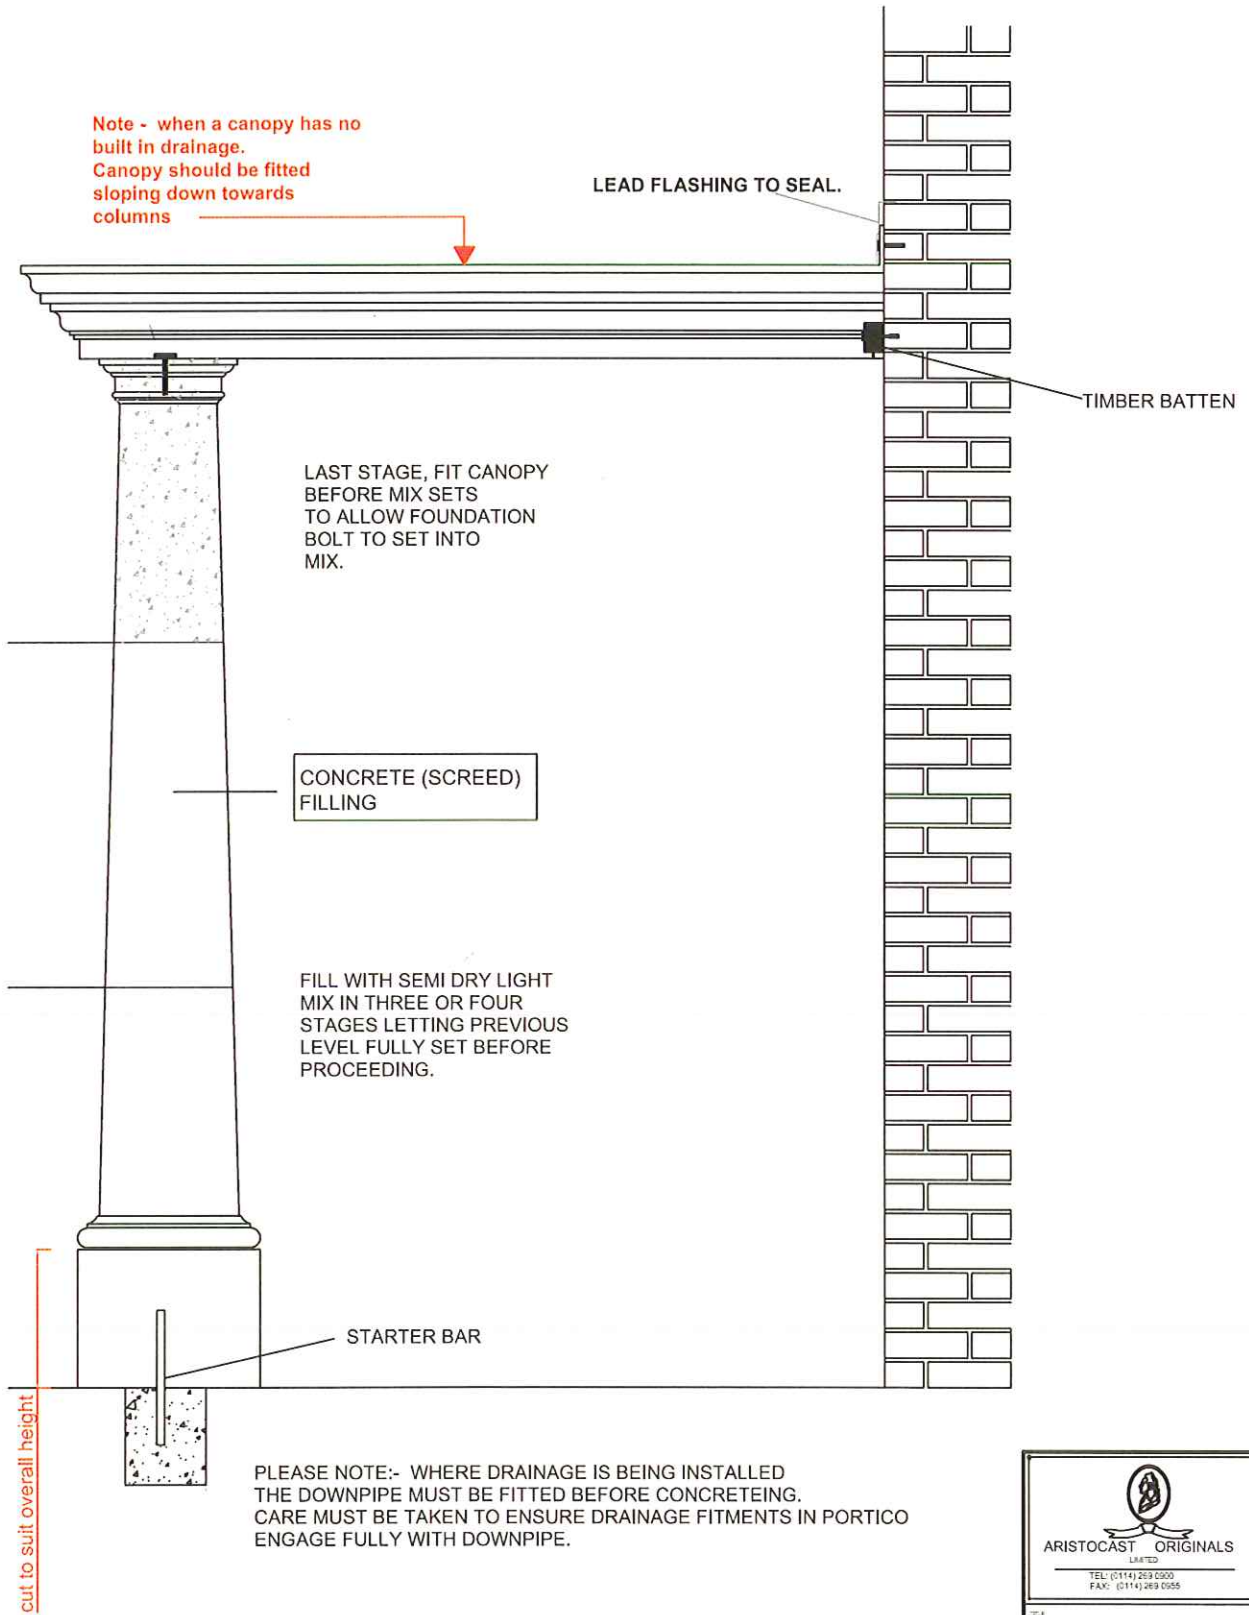 Note - when a canopy has no
built in drainage.
Canopy should be fitted
sloping down towards
columns
LEAD FLASHING TO SEAL.
TIMBER BATTEN
LAST STAGE, FIT CANOPY
BEFORE MIX SETS
TO ALLOW FOUNDATION
BOLT TO SET INTO
MIX.
CONCRETE (SCREED)
FILLING
FILL WITH SEMI DRY LIGHT
MIX IN THREE OR FOUR
STAGES LETTING PREVIOUS
LEVEL FULLY SET BEFORE
PROCEEDING.
STARTER BAR
cut to suit overall height
PLEASE NOTE:- WHERE DRAINAGE IS BEING INSTALLED
THE DOWNPIPE MUST BE FITTED BEFORE CONCRETEING.
CARE MUST BE TAKEN TO ENSURE DRAINAGE FITMENTS IN PORTICO
ENGAGE FULLY WITH DOWNPIPE.
ARISTOCAST ORIGINALS
LIMITED
TEL: (0114) 269 0900
FAX: (0114) 269 0955